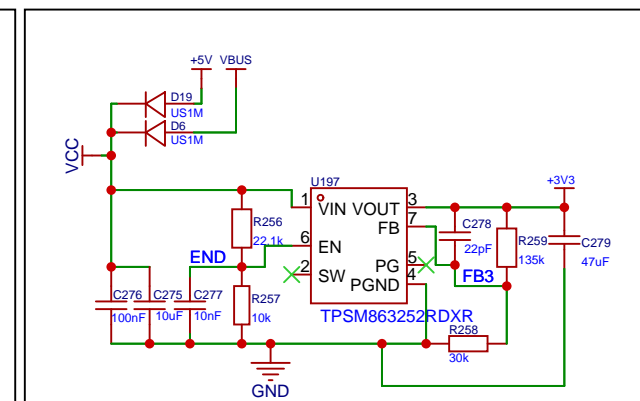 +5V VBUS
D19
US1M
D6
US1M
VCC
U197
+3V3
1 VIN VOUT 3
FB 7
R256
22.1k
C278
22pF
R259
135k
C279
47uF
6 EN
END
PG 5
2 SW
PGND 4
FB3
C276
100nF
C275
10uF
C277
10nF
R257
10k
TPSM863252RDXR
R258
30k
GND